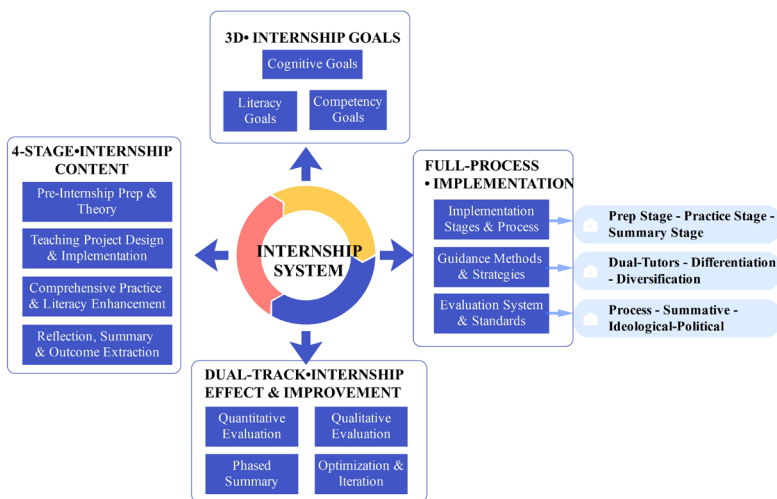 3D• INTERNSHIP GOALS
Cognitive Goals
Literacy
Goals
Competency
Goals
4-STAGE•INTERNSHIP
CONTENT
Pre-Internship Prep &
Theory
Teaching Project Design
& Implementation
Comprehensive Practice
& Literacy Enhancement
Reflection, Summary
& Outcome Extraction
INTERNSHIP
SYSTEM
FULL-PROCESS
• IMPLEMENTATION
Implementation
Stages & Process
Prep Stage - Practice Stage -
Summary Stage
Guidance Methods
& Strategies
Dual-Tutors - Differentiation
- Diversification
Evaluation System
& Standards
Process - Summative -
Ideological-Political
DUAL-TRACK•INTERNSHIP
EFFECT & IMPROVEMENT
Quantitative
Evaluation
Qualitative
Evaluation
Phased
Summary
Optimization &
Iteration